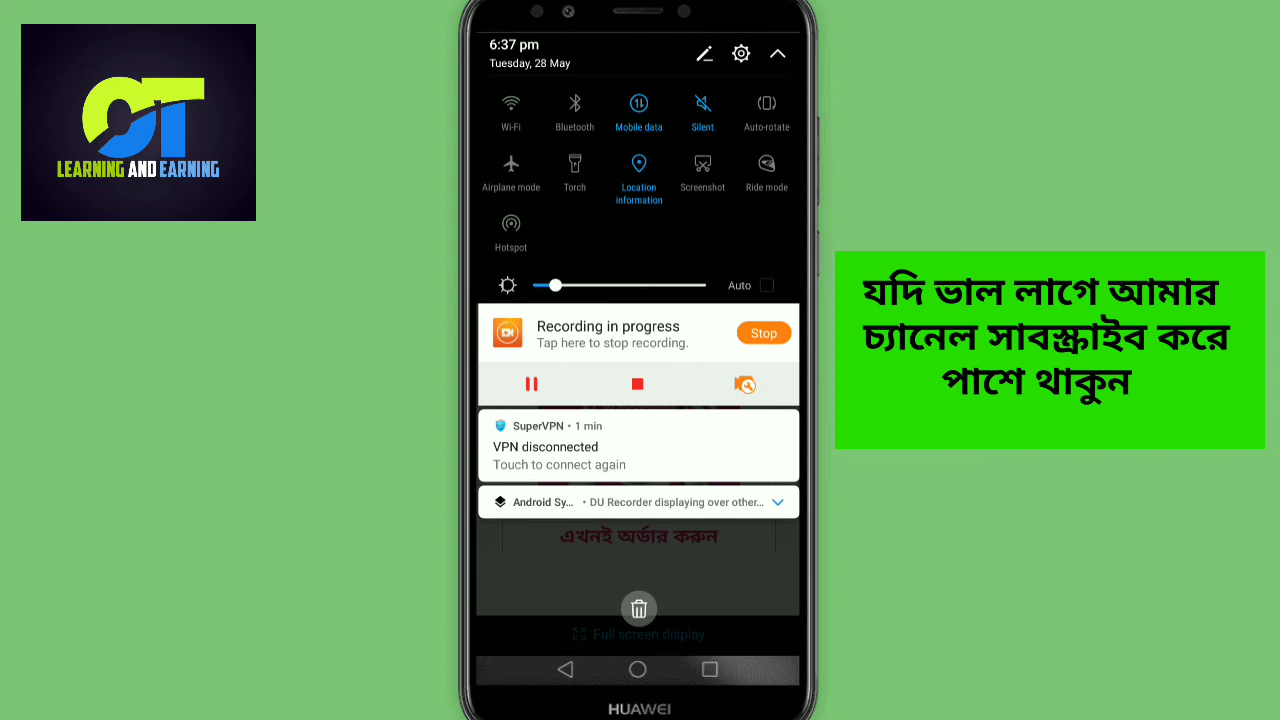 OT
LEARNING AND EARNING
6:37 pm
Tuesday, 28 May
Wi-Fi
Bluetooth
Mobile data
Silent
Auto-rotate
Airplane mode
Torch
Location
information
Screenshot
Ride mode
Hotspot
Auto
Recording in progress
Tap here to stop recording.
Stop
SuperVPN • 1 min
VPN disconnected
Touch to connect again
Android Sy... • DU Recorder displaying over other...
এখনই অর্ডার করুন
Full screen display
HUAWEI
যদি ভাল লাগে আমার
চ্যানেল সাবস্ক্রাইব করে
পাশে থাকুন